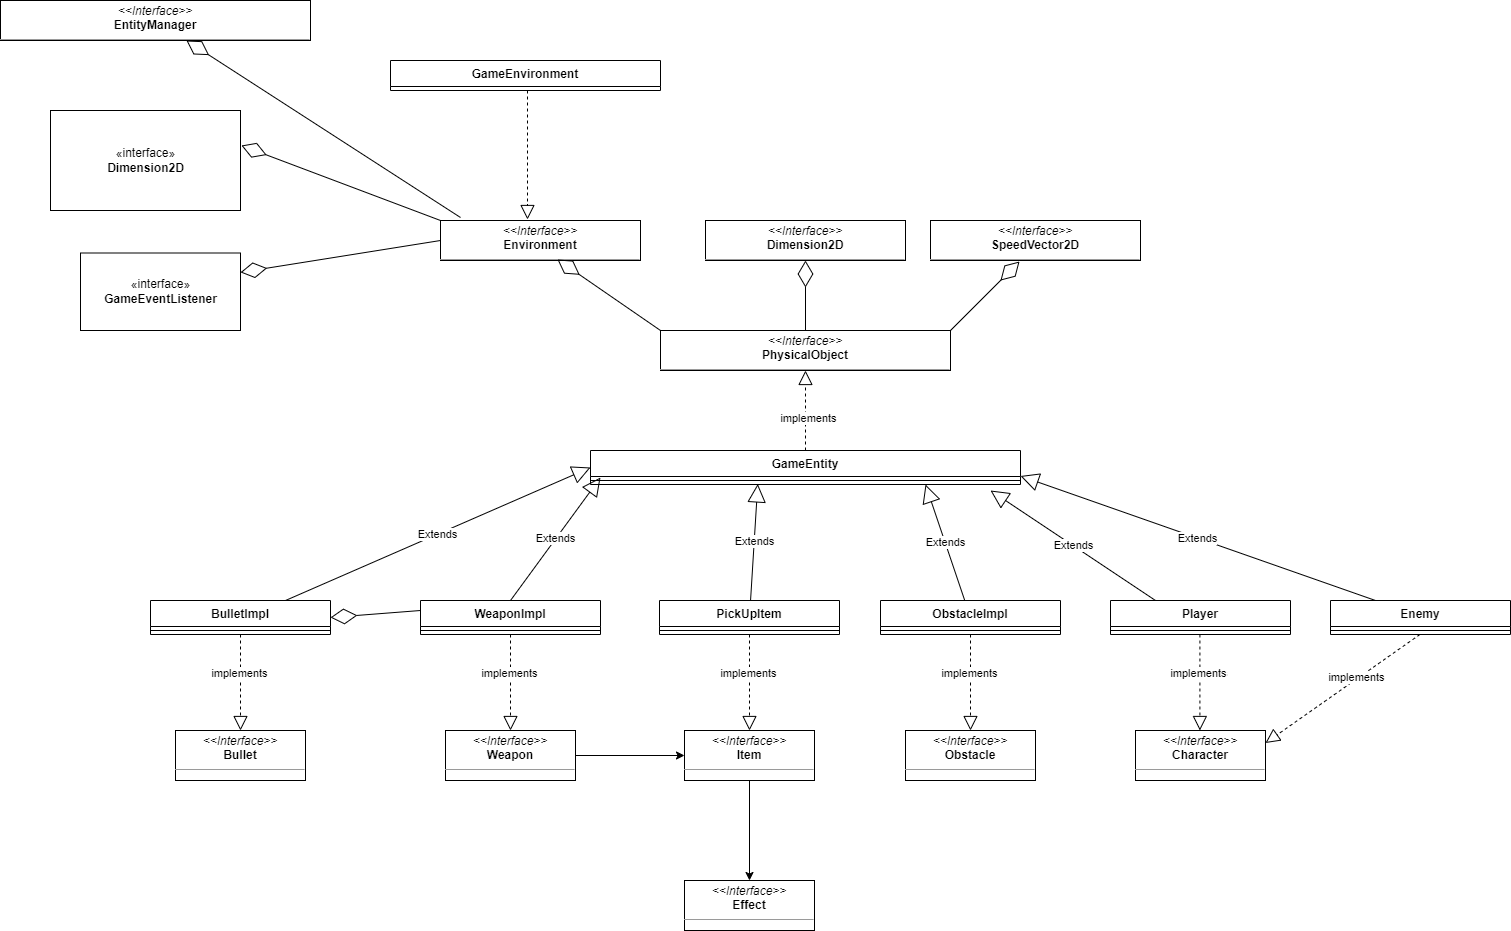 <<Interface>>
EntityManager
GameEnvironment
«interface»
Dimension2D
<<Interface>>
Environment
<<Interface>>
Dimension2D
<<Interface>>
SpeedVector2D
«interface»
GameEventListener
<<Interface>>
PhysicalObject
implements
GameEntity
Extends
Extends
Extends
Extends
Extends
Extends
BulletImpl
WeaponImpl
PickUpItem
ObstacleImpl
Player
Enemy
implements
implements
implements
implements
implements
implements
<<Interface>>
Bullet
<<Interface>>
Weapon
<<Interface>>
Item
<<Interface>>
Obstacle
<<Interface>>
Character
<<Interface>>
Effect